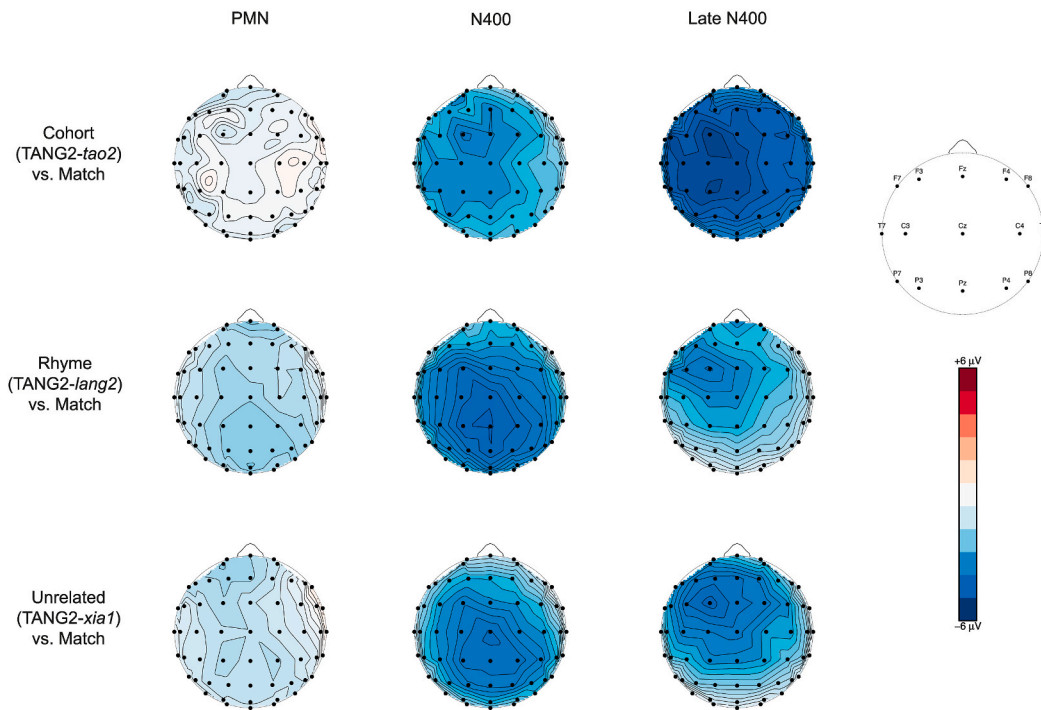 PMN N400 Late N400
Cohort
(TANG2-tao2)
vs. Match
F7 F3 Fz F4 F8
T7 C3 Cz C4
P7 P3 Pz P4 P8
Rhyme
(TANG2-lang2)
vs. Match
+6 µV
Unrelated
(TANG2-xia1)
vs. Match
–6 µV